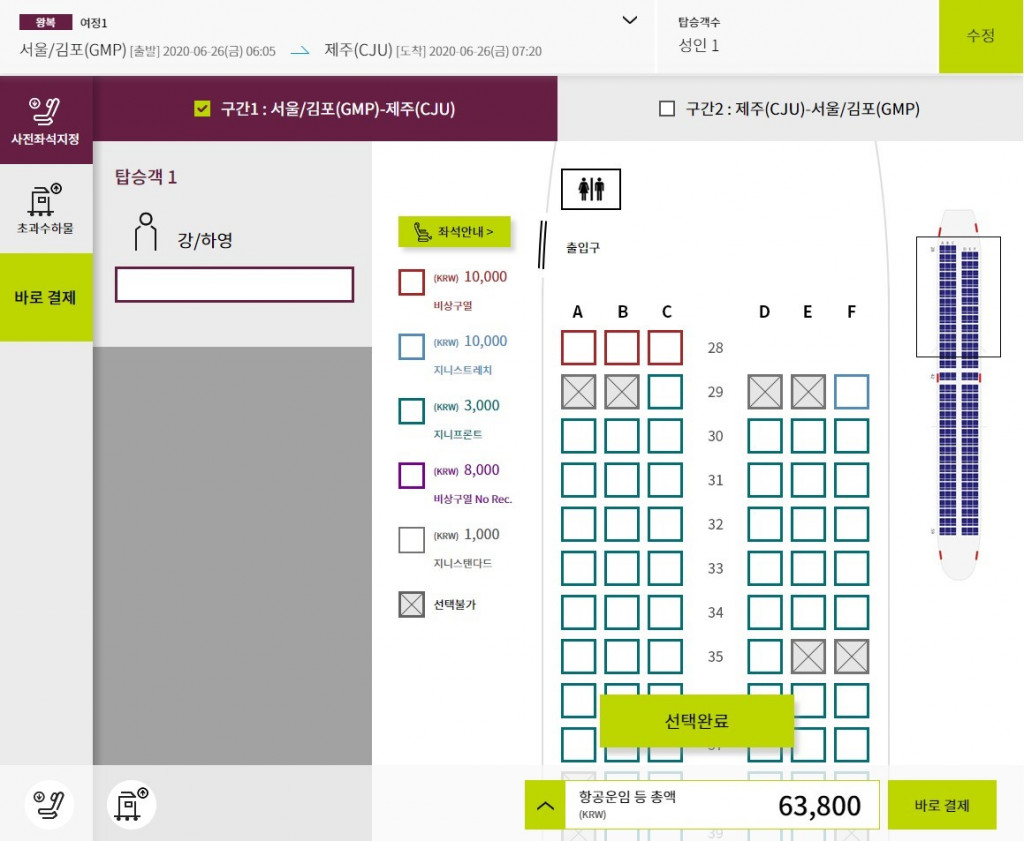 왕복 여정1
서울/김포(GMP) [출발] 2020-06-26(금) 06:05 제주(CJU) [도착] 2020-06-26(금) 07:20
탑승객수
성인 1
수정
사전좌석지정
초과수하물
바로 결제
구간1 : 서울/김포(GMP)-제주(CJU)
구간2 : 제주(CJU)-서울/김포(GMP)
탑승객 1
강/하영
좌석안내 >
(KRW) 10,000
비상구열
(KRW) 10,000
지니스트레치
(KRW) 3,000
지니프론트
(KRW) 8,000
비상구열 No Rec.
(KRW) 1,000
지니스탠다드
선택불가
출입구
A B C D E F
28
29
30
31
32
33
34
35
선택완료
37
39
항공운임 등 총액
(KRW)
63,800
바로 결제